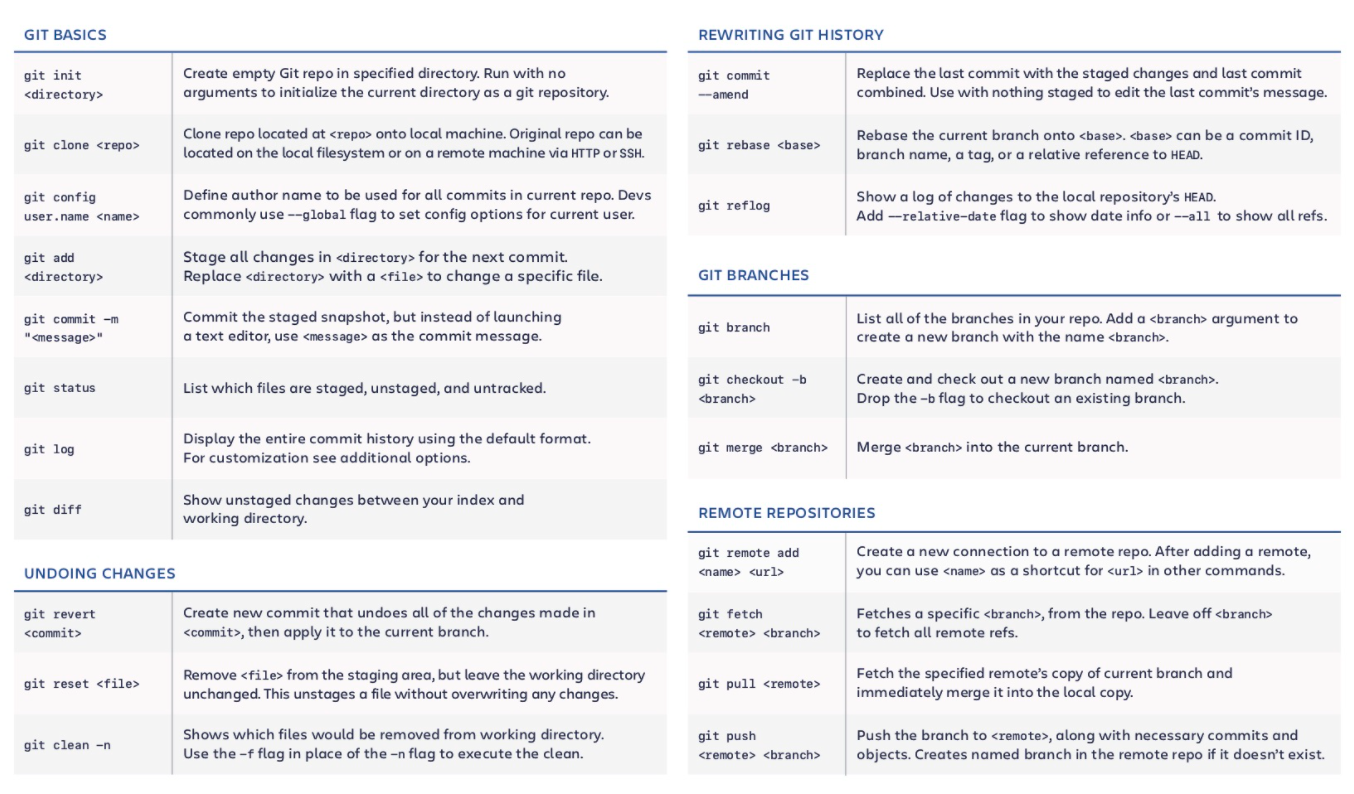 GIT BASICS
git init
<directory>
Create empty Git repo in specified directory. Run with no
arguments to initialize the current directory as a git repository.
git clone <repo>
Clone repo located at <repo> onto local machine. Original repo can be
located on the local filesystem or on a remote machine via HTTP or SSH.
git config
user.name <name>
Define author name to be used for all commits in current repo. Devs
commonly use --global flag to set config options for current user.
git add
<directory>
Stage all changes in <directory> for the next commit.
Replace <directory> with a <file> to change a specific file.
git commit -m
"<message>"
Commit the staged snapshot, but instead of launching
a text editor, use <message> as the commit message.
git status
List which files are staged, unstaged, and untracked.
git log
Display the entire commit history using the default format.
For customization see additional options.
git diff
Show unstaged changes between your index and
working directory.
UNDOING CHANGES
git revert
<commit>
Create new commit that undoes all of the changes made in
<commit>, then apply it to the current branch.
git reset <file>
Remove <file> from the staging area, but leave the working directory
unchanged. This unstages a file without overwriting any changes.
git clean -n
Shows which files would be removed from working directory.
Use the -f flag in place of the -n flag to execute the clean.
REWRITING GIT HISTORY
git commit
--amend
Replace the last commit with the staged changes and last commit
combined. Use with nothing staged to edit the last commit's message.
git rebase <base>
Rebase the current branch onto <base>. <base> can be a commit ID,
branch name, a tag, or a relative reference to HEAD.
git reflog
Show a log of changes to the local repository's HEAD.
Add --relative-date flag to show date info or --all to show all refs.
GIT BRANCHES
git branch
List all of the branches in your repo. Add a <branch> argument to
create a new branch with the name <branch>.
git checkout -b
<branch>
Create and check out a new branch named <branch>.
Drop the -b flag to checkout an existing branch.
git merge <branch>
Merge <branch> into the current branch.
REMOTE REPOSITORIES
git remote add
<name> <url>
Create a new connection to a remote repo. After adding a remote,
you can use <name> as a shortcut for <url> in other commands.
git fetch
<remote> <branch>
Fetches a specific <branch>, from the repo. Leave off <branch>
to fetch all remote refs.
git pull <remote>
Fetch the specified remote's copy of current branch and
immediately merge it into the local copy.
git push
<remote> <branch>
Push the branch to <remote>, along with necessary commits and
objects. Creates named branch in the remote repo if it doesn't exist.